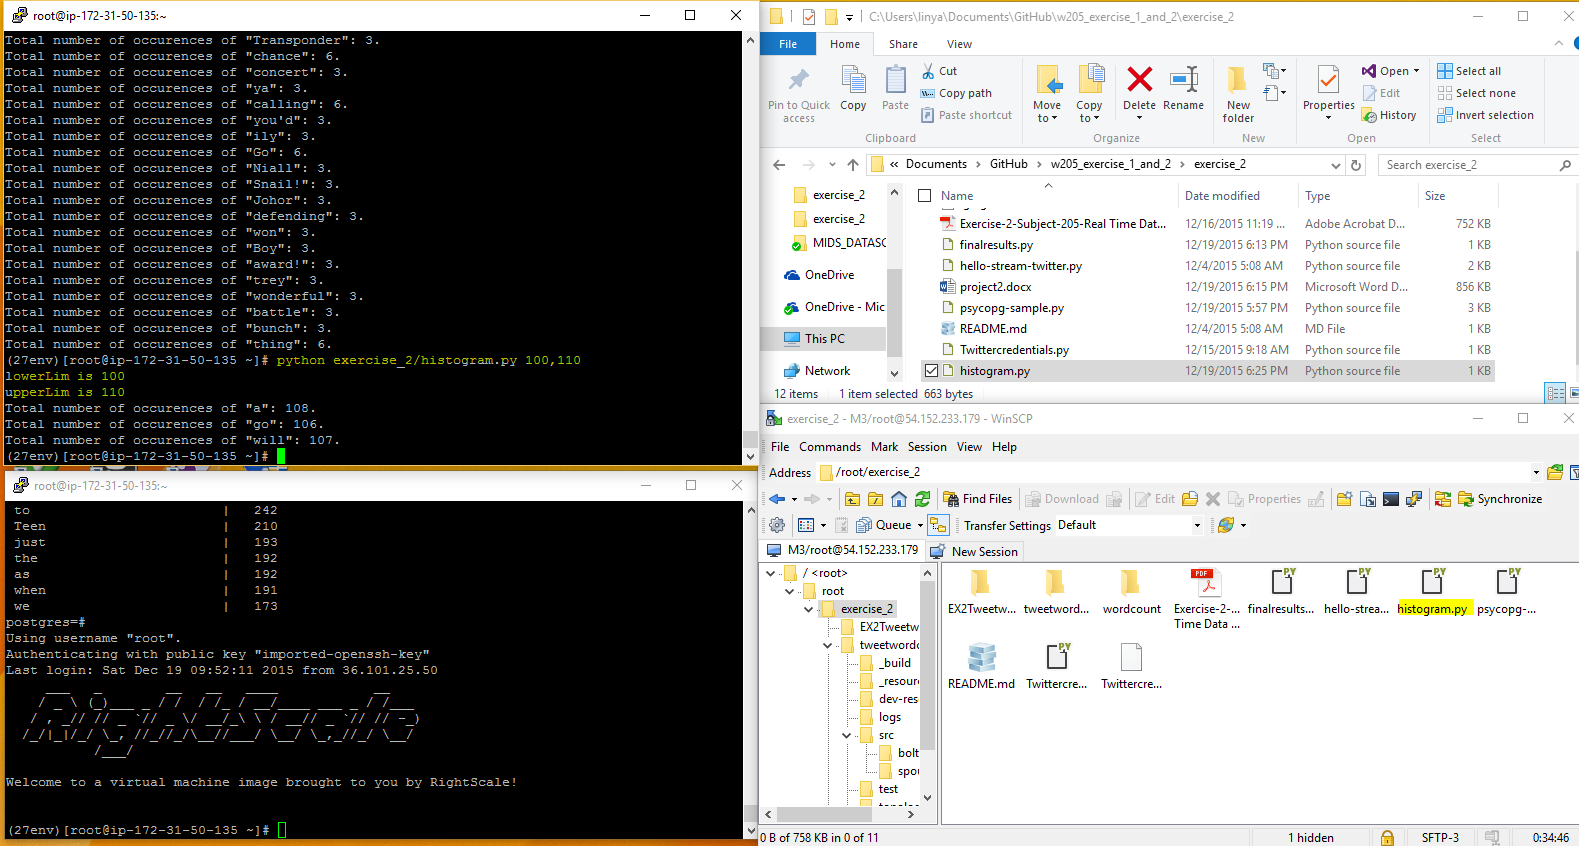 root@ip-172-31-50-135:~
Total number of occurences of "Transponder": 3.
Total number of occurences of "chance": 6.
Total number of occurences of "concert": 3.
Total number of occurences of "ya": 3.
Total number of occurences of "calling": 6.
Total number of occurences of "you'd": 3.
Total number of occurences of "ily": 3.
Total number of occurences of "Go": 6.
Total number of occurences of "Niall": 3.
Total number of occurences of "Snail!": 3.
Total number of occurences of "Johor": 3.
Total number of occurences of "defending": 3.
Total number of occurences of "won": 3.
Total number of occurences of "Boy": 3.
Total number of occurences of "award!": 3.
Total number of occurences of "trey": 3.
Total number of occurences of "wonderful": 3.
Total number of occurences of "battle": 3.
Total number of occurences of "bunch": 3.
Total number of occurences of "thing": 6.
(27env)[root@ip-172-31-50-135 ~]# python exercise_2/histogram.py 100,110
lowerLim is 100
upperLim is 110
Total number of occurences of "a": 108.
Total number of occurences of "go": 106.
Total number of occurences of "will": 107.
(27env)[root@ip-172-31-50-135 ~]#
root@ip-172-31-50-135:~
to | 242
Teen | 210
just | 193
the | 192
as | 192
when | 191
we | 173
postgres=#
Using username "root".
Authenticating with public key "imported-openssh-key"
Last login: Sat Dec 19 09:52:11 2015 from 36.101.25.50
RightScale
Welcome to a virtual machine image brought to you by RightScale!
(27env)[root@ip-172-31-50-135 ~]#
C:\Users\linya\Documents\GitHub\w205_exercise_1_and_2\exercise_2
File Home Share View
Pin to Quick access
Copy
Paste
Cut
Copy path
Paste shortcut
Move to
Copy to
Delete
Rename
New folder
Properties
Open
Edit
History
Select all
Select none
Invert selection
Clipboard Organize New Open Select
« Documents > GitHub > w205_exercise_1_and_2 > exercise_2
Search exercise_2
exercise_2
exercise_2
MIDS_DATASC
OneDrive
OneDrive - Mic
This PC
Network
Name Date modified Type Size
Exercise-2-Subject-205-Real Time Dat... 12/16/2015 11:19 ... Adobe Acrobat D... 752 KB
finalresults.py 12/19/2015 6:13 PM Python source file 1 KB
hello-stream-twitter.py 12/4/2015 5:08 AM Python source file 2 KB
project2.docx 12/19/2015 6:15 PM Microsoft Word D... 856 KB
psycopg-sample.py 12/19/2015 5:57 PM Python source file 3 KB
README.md 12/4/2015 5:08 AM MD File 1 KB
Twittercredentials.py 12/15/2015 9:18 AM Python source file 1 KB
histogram.py 12/19/2015 6:25 PM Python source file 1 KB
12 items 1 item selected 663 bytes
exercise_2 - M3/root@54.152.233.179 - WinSCP
File Commands Mark Session View Help
Address /root/exercise_2
Find Files Download Edit Properties Synchronize
Queue Transfer Settings Default
M3/root@54.152.233.179 New Session
/ <root>
root
exercise_2
EX2Tweetw
tweetwordc
_build
_resour
dev-res
logs
src
bolt
spou
test
EX2Tweetw... tweetword... wordcount Exercise-2-... Time Data ... finalresults... hello-strea... histogram.py psycopg-...
README.md Twittercre... Twittercre...
0 B of 758 KB in 0 of 11
1 hidden SFTP-3 0:34:46